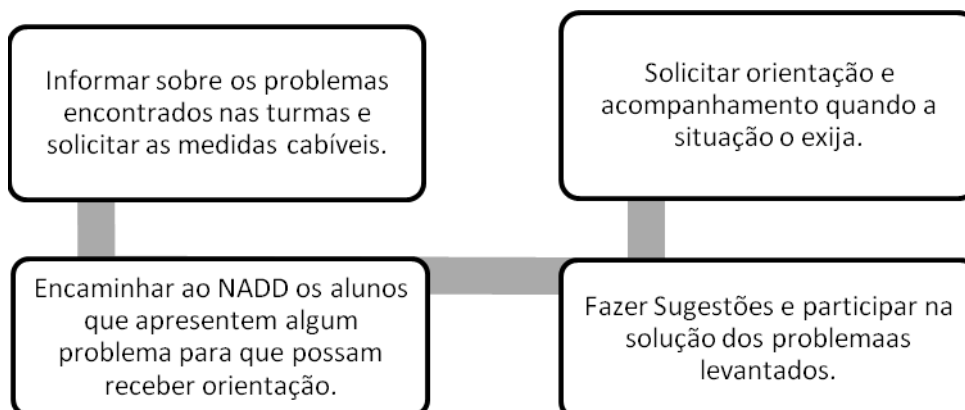 Informar sobre os problemas
encontrados nas turmas e
solicitar as medidas cabíveis.
Encaminhar ao NADD os alunos
que apresentem algum
problema para que possam
receber orientação.
Fazer Sugestões e participar na
solução dos problemaas
levantados.
Solicitar orientação e
acompanhamento quando a
situação o exija.